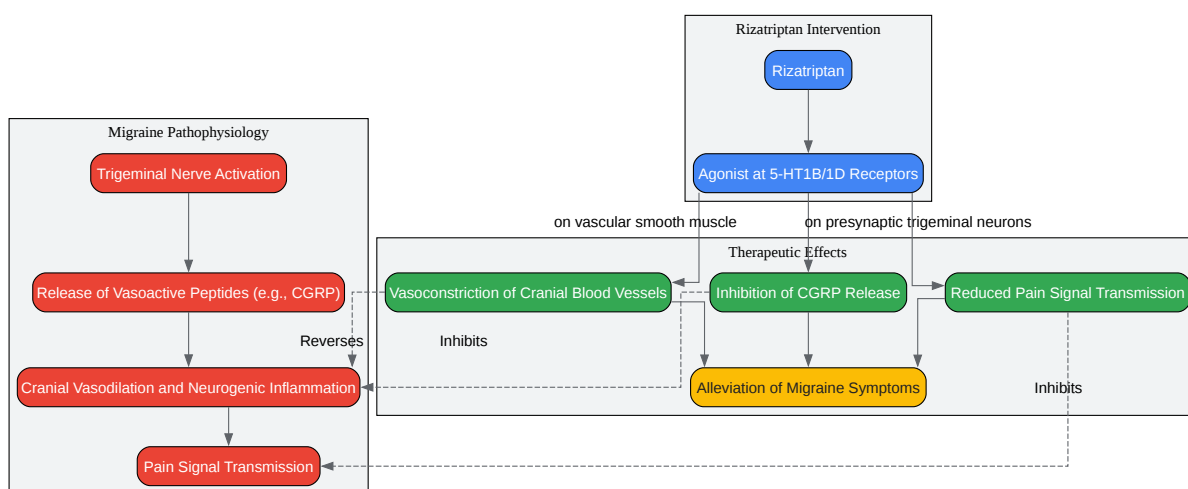 Rizatriptan Intervention
Rizatriptan
Migraine Pathophysiology
Trigeminal Nerve Activation
Agonist at 5-HT1B/1D Receptors
on vascular smooth muscle
on presynaptic trigeminal neurons
Therapeutic Effects
Release of Vasoactive Peptides (e.g., CGRP)
Vasoconstriction of Cranial Blood Vessels
Inhibition of CGRP Release
Reduced Pain Signal Transmission
Reverses
Inhibits
Cranial Vasodilation and Neurogenic Inflammation
Alleviation of Migraine Symptoms
Inhibits
Pain Signal Transmission